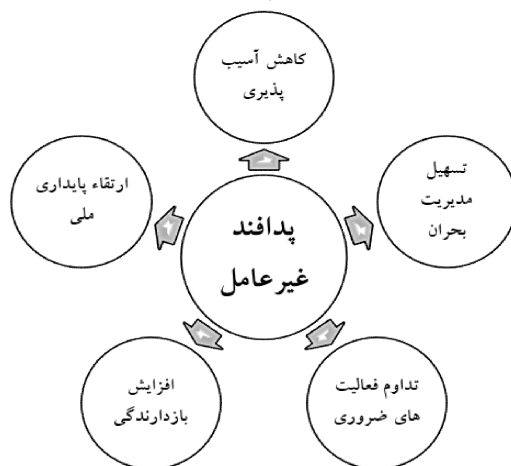 کاهش آسیب
پذیری
ارتقاء پایداری
ملی
تسهیل
مدیریت
بحران
پدافند
غیرعامل
افزایش
بازدارندگی
تداوم فعالیت
های ضروری